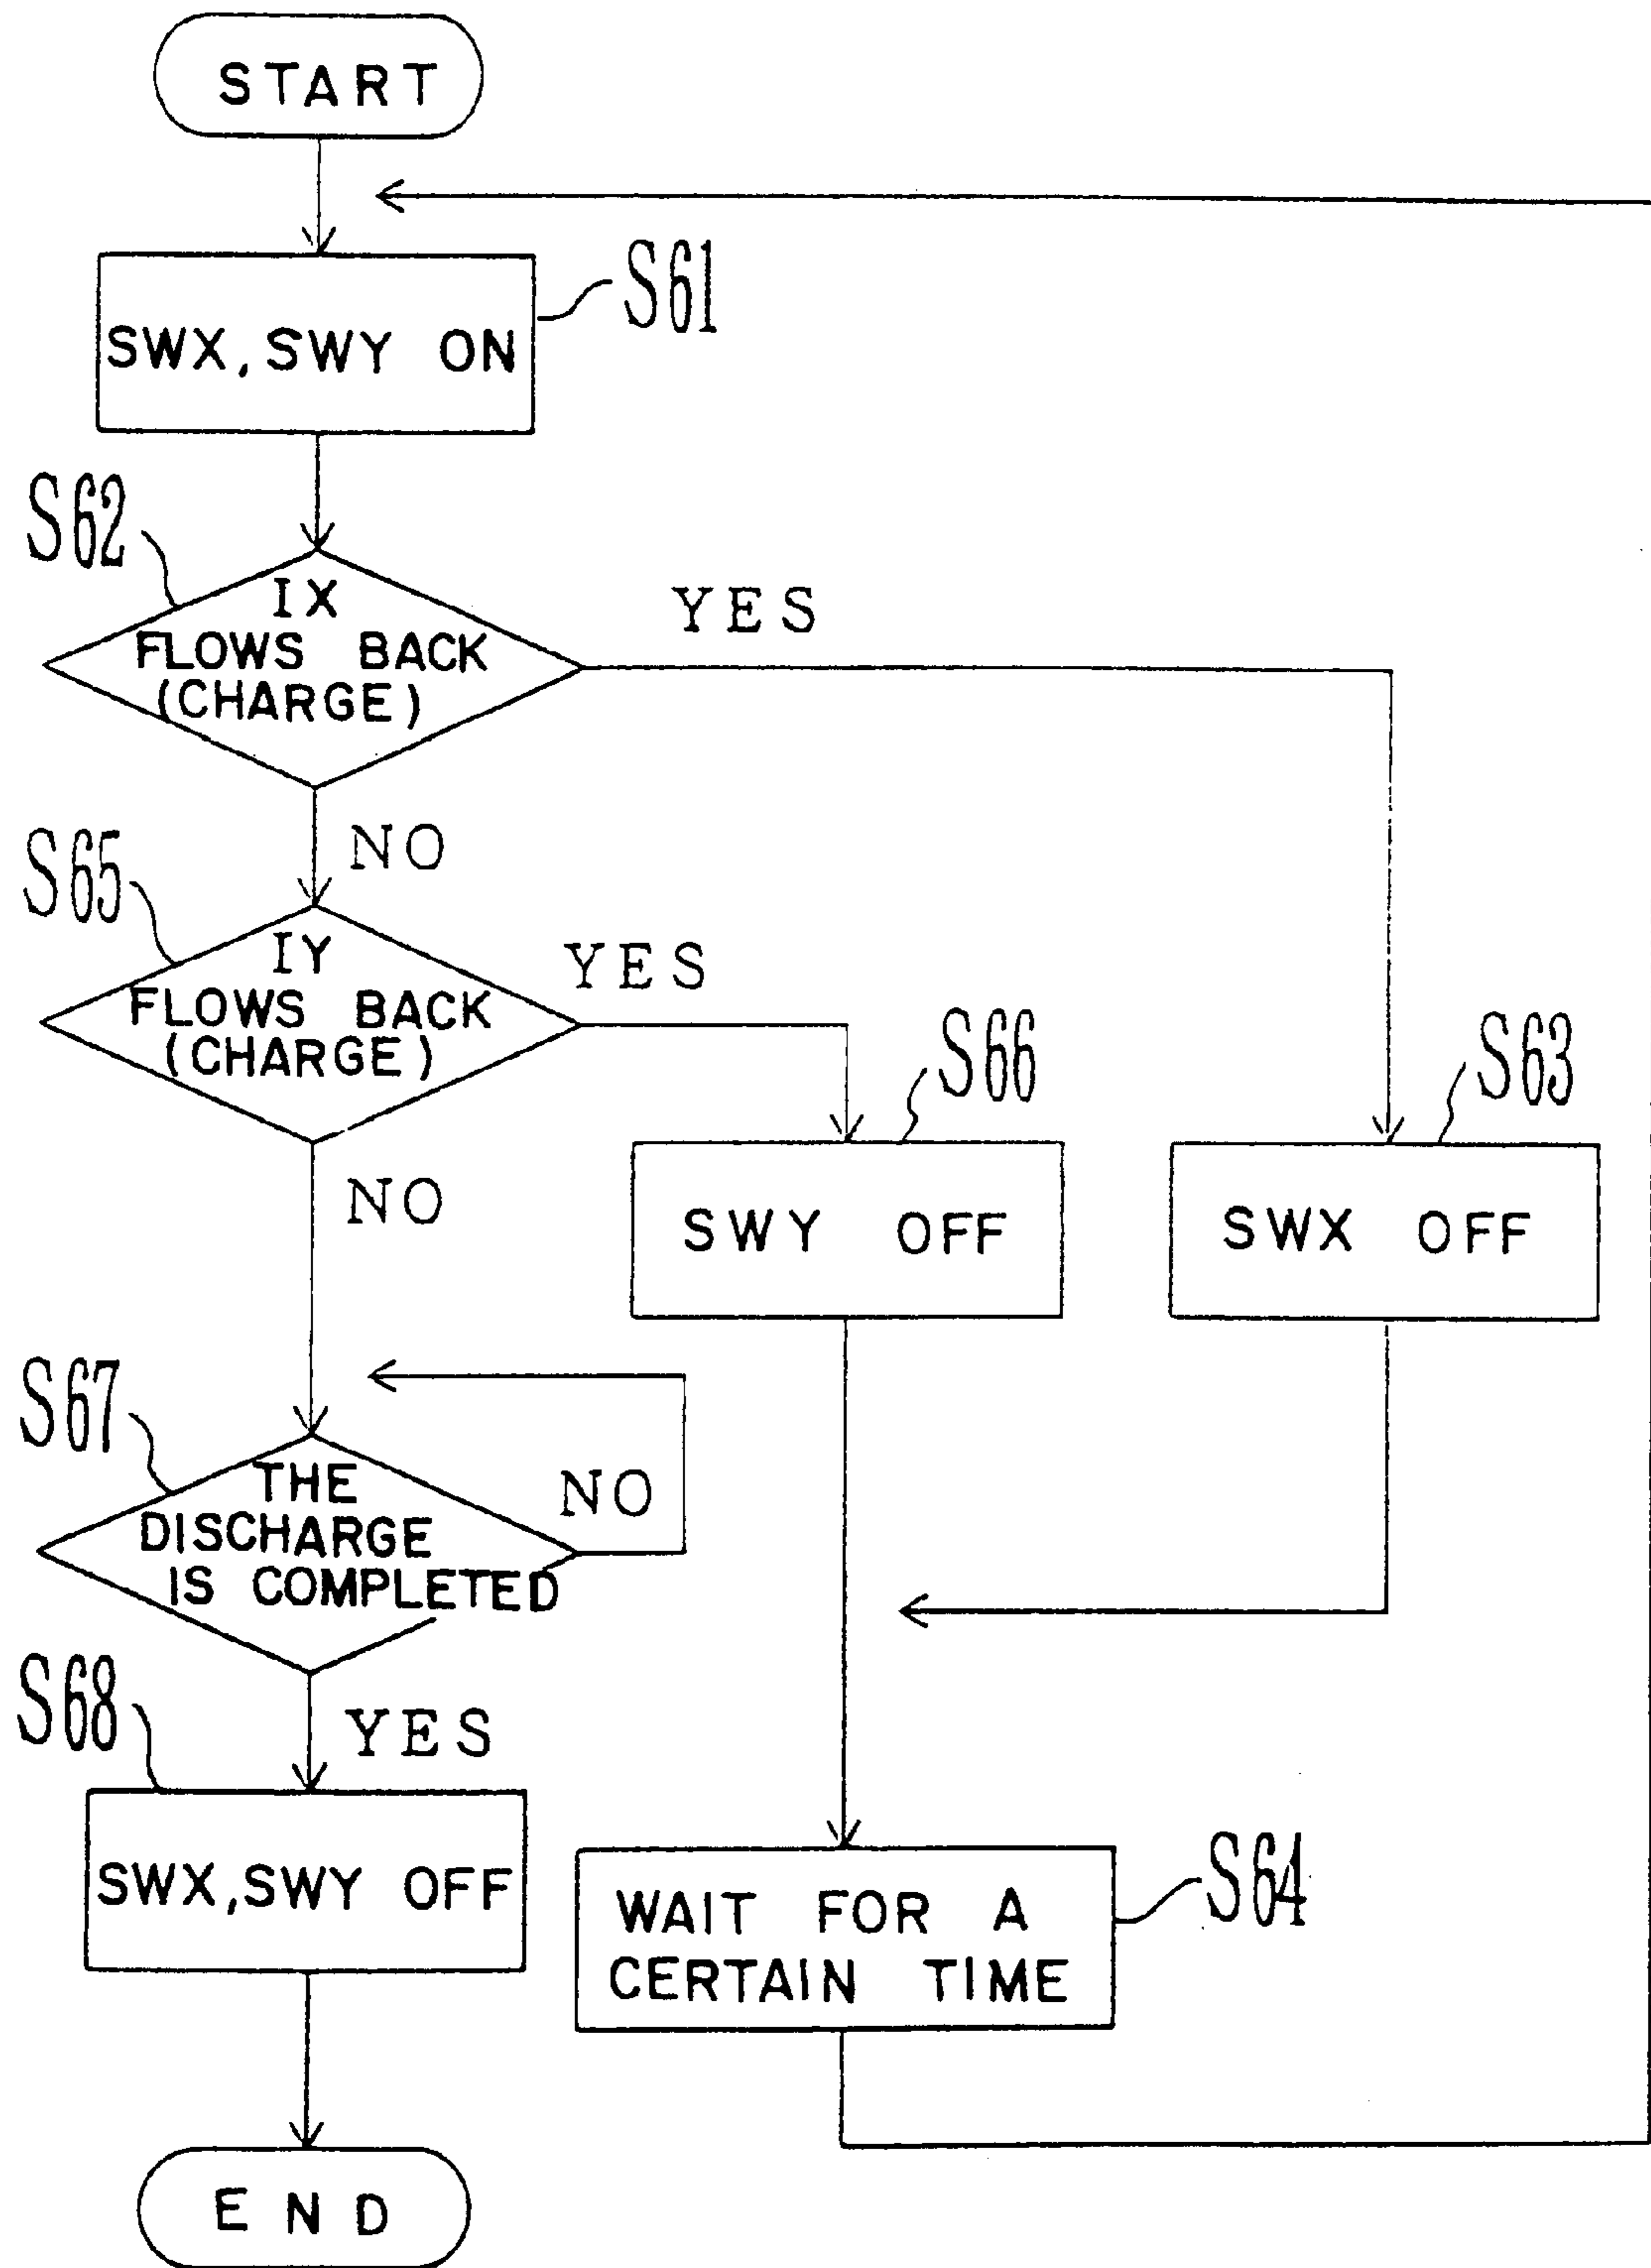 START
SWX, SWY ON
S61
S62
IX
FLOWS BACK
(CHARGE)
YES
NO
S65
IY
FLOWS BACK
(CHARGE)
YES
NO
S66
SWY OFF
S63
SWX OFF
S67
THE
DISCHARGE
IS COMPLETED
NO
YES
S68
SWX, SWY OFF
S64
WAIT FOR A
CERTAIN TIME
END